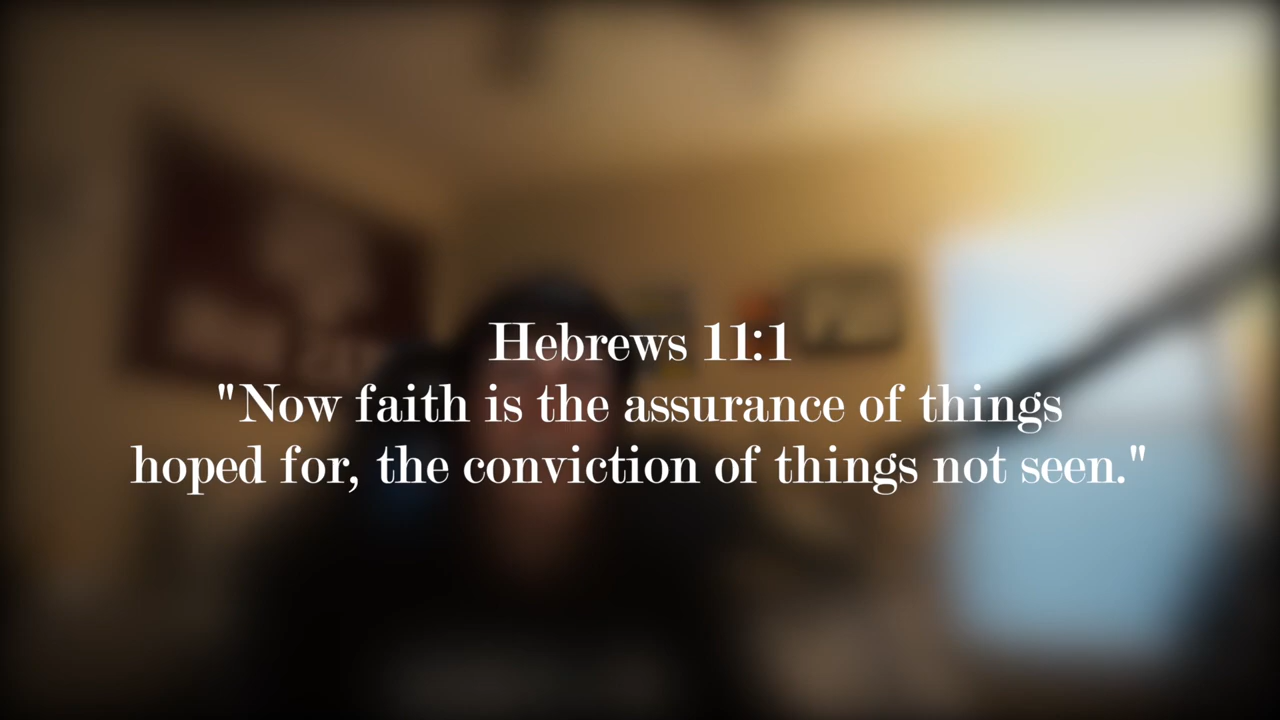 Hebrews 11:1
"Now faith is the assurance of things
hoped for, the conviction of things not seen."